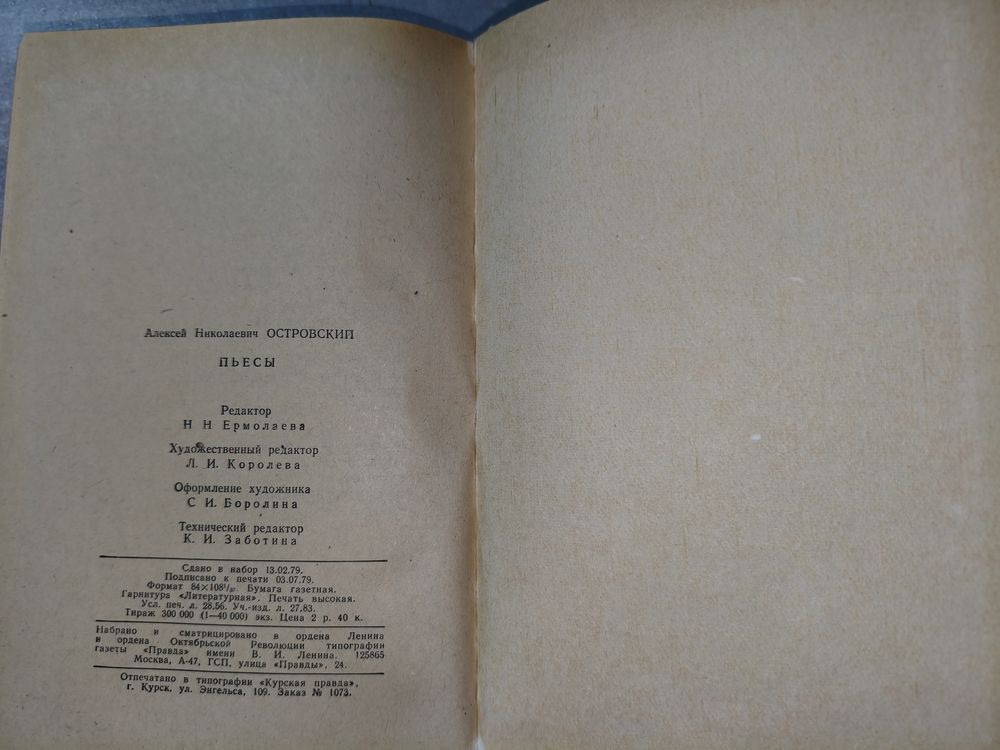 Алексей Николаевич ОСТРОВСКИЙ
ПЬЕСЫ
Редактор
Н Н Ермолаева
Художественный редактор
Л. И. Королева
Оформление художника
С И. Боролина
Технический редактор
К. И. Заботина
Сдано в набор 13.02.79.
Подписано к печати 03.07.79.
Формат 84×108¹/₃₂. Бумага газетная.
Гарнитура «Литературная». Печать высокая.
Усл. печ. л. 28,56. Уч.-изд. л. 27,83.
Тираж 300 000 (1—40 000) экз. Цена 2 р. 40 к.
Набрано и сматрицировано в ордена Ленина
и ордена Октябрьской Революции типографии
газеты «Правда» имени В. И. Ленина. 125865
Москва, А-47, ГСП, улица «Правды», 24.
Отпечатано в типографии «Курская правда»,
г. Курск, ул. Энгельса, 109. Заказ № 1073.